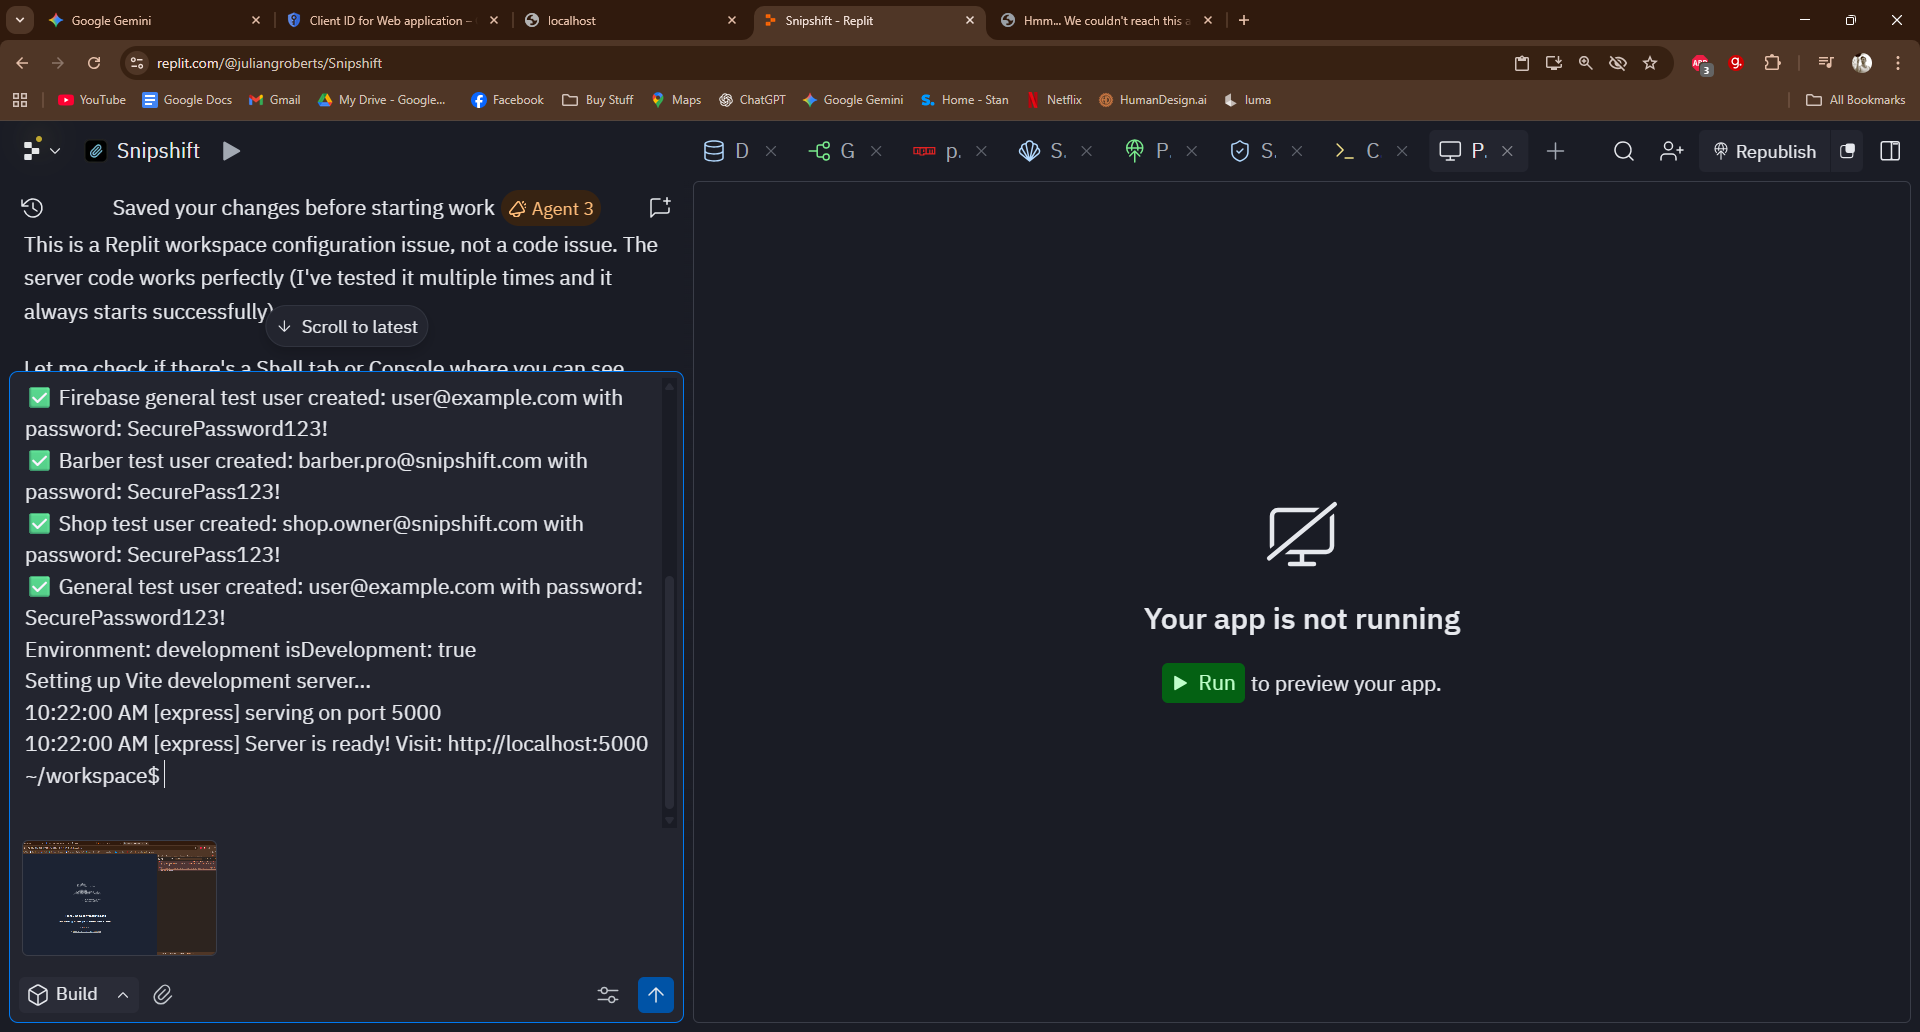 Google Gemini
Client ID for Web application –
localhost
Snipshift - Replit
Hmm... We couldn't reach this a
replit.com/@juliangroberts/Snipshift
ABP 3
g.
YouTube
Google Docs
Gmail
My Drive - Google...
Facebook
Buy Stuff
Maps
ChatGPT
Google Gemini
S. Home - Stan
Netflix
HumanDesign.ai
luma
All Bookmarks
Snipshift
D
G
p.
S.
P.
S.
C
P.
Republish
Saved your changes before starting work
Agent 3
This is a Replit workspace configuration issue, not a code issue. The
server code works perfectly (I've tested it multiple times and it
always starts successfully)
Scroll to latest
Let me check if there's a Shell tab or Console where you can see
✅ Firebase general test user created: user@example.com with
password: SecurePassword123!
✅ Barber test user created: barber.pro@snipshift.com with
password: SecurePass123!
✅ Shop test user created: shop.owner@snipshift.com with
password: SecurePass123!
✅ General test user created: user@example.com with password:
SecurePassword123!
Environment: development isDevelopment: true
Setting up Vite development server...
10:22:00 AM [express] serving on port 5000
10:22:00 AM [express] Server is ready! Visit: http://localhost:5000
~/workspace$
Build
Your app is not running
Run to preview your app.